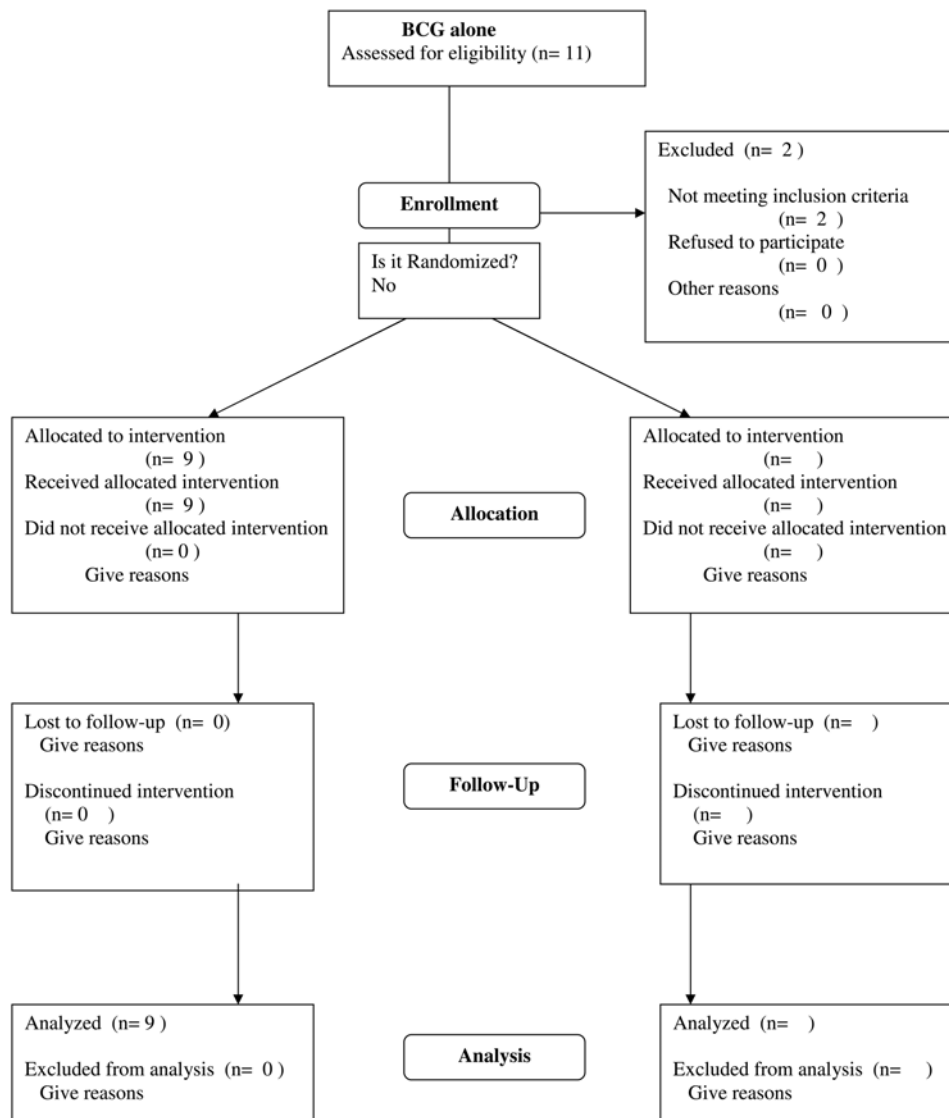 BCG alone
Assessed for eligibility (n= 11)
Excluded (n= 2 )
Not meeting inclusion criteria
(n= 2 )
Refused to participate
(n= 0 )
Other reasons
(n= 0 )
Enrollment
Is it Randomized?
No
Allocated to intervention
(n= 9 )
Received allocated intervention
(n= 9 )
Did not receive allocated intervention
(n= 0 )
Give reasons
Allocation
Allocated to intervention
(n= )
Received allocated intervention
(n= )
Did not receive allocated intervention
(n= )
Give reasons
Lost to follow-up (n= 0)
Give reasons
Discontinued intervention
(n= 0 )
Give reasons
Follow-Up
Lost to follow-up (n= )
Give reasons
Discontinued intervention
(n= )
Give reasons
Analyzed (n= 9 )
Excluded from analysis (n= 0 )
Give reasons
Analysis
Analyzed (n= )
Excluded from analysis (n= )
Give reasons